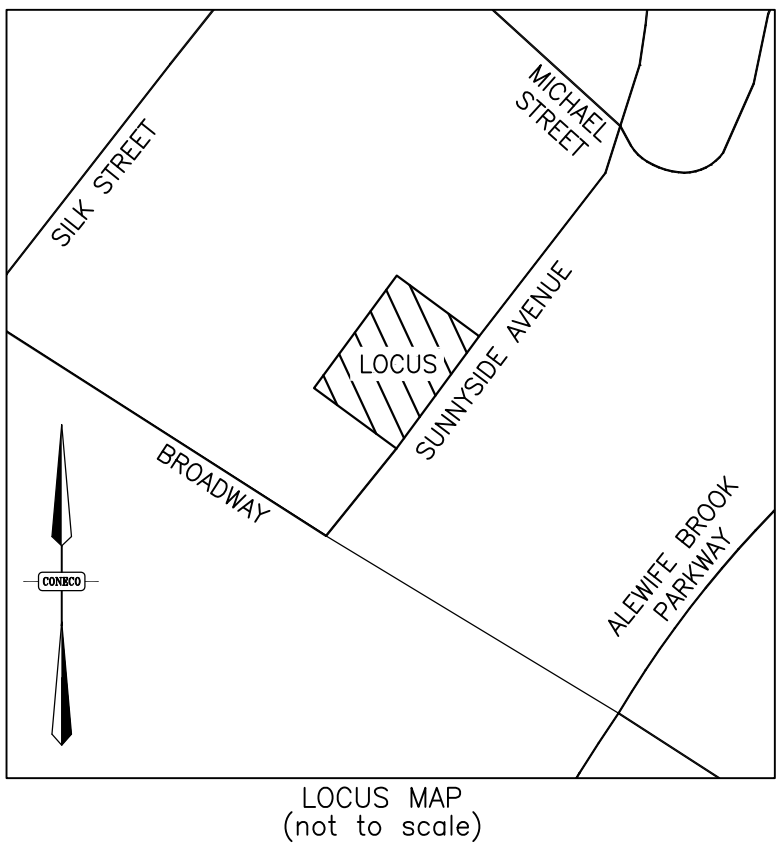 MICHAEL
STREET
SILK STREET
SUNNYSIDE AVENUE
LOCUS
BROADWAY
ALEWIFE BROOK
PARKWAY
CONECO
LOCUS MAP
(not to scale)